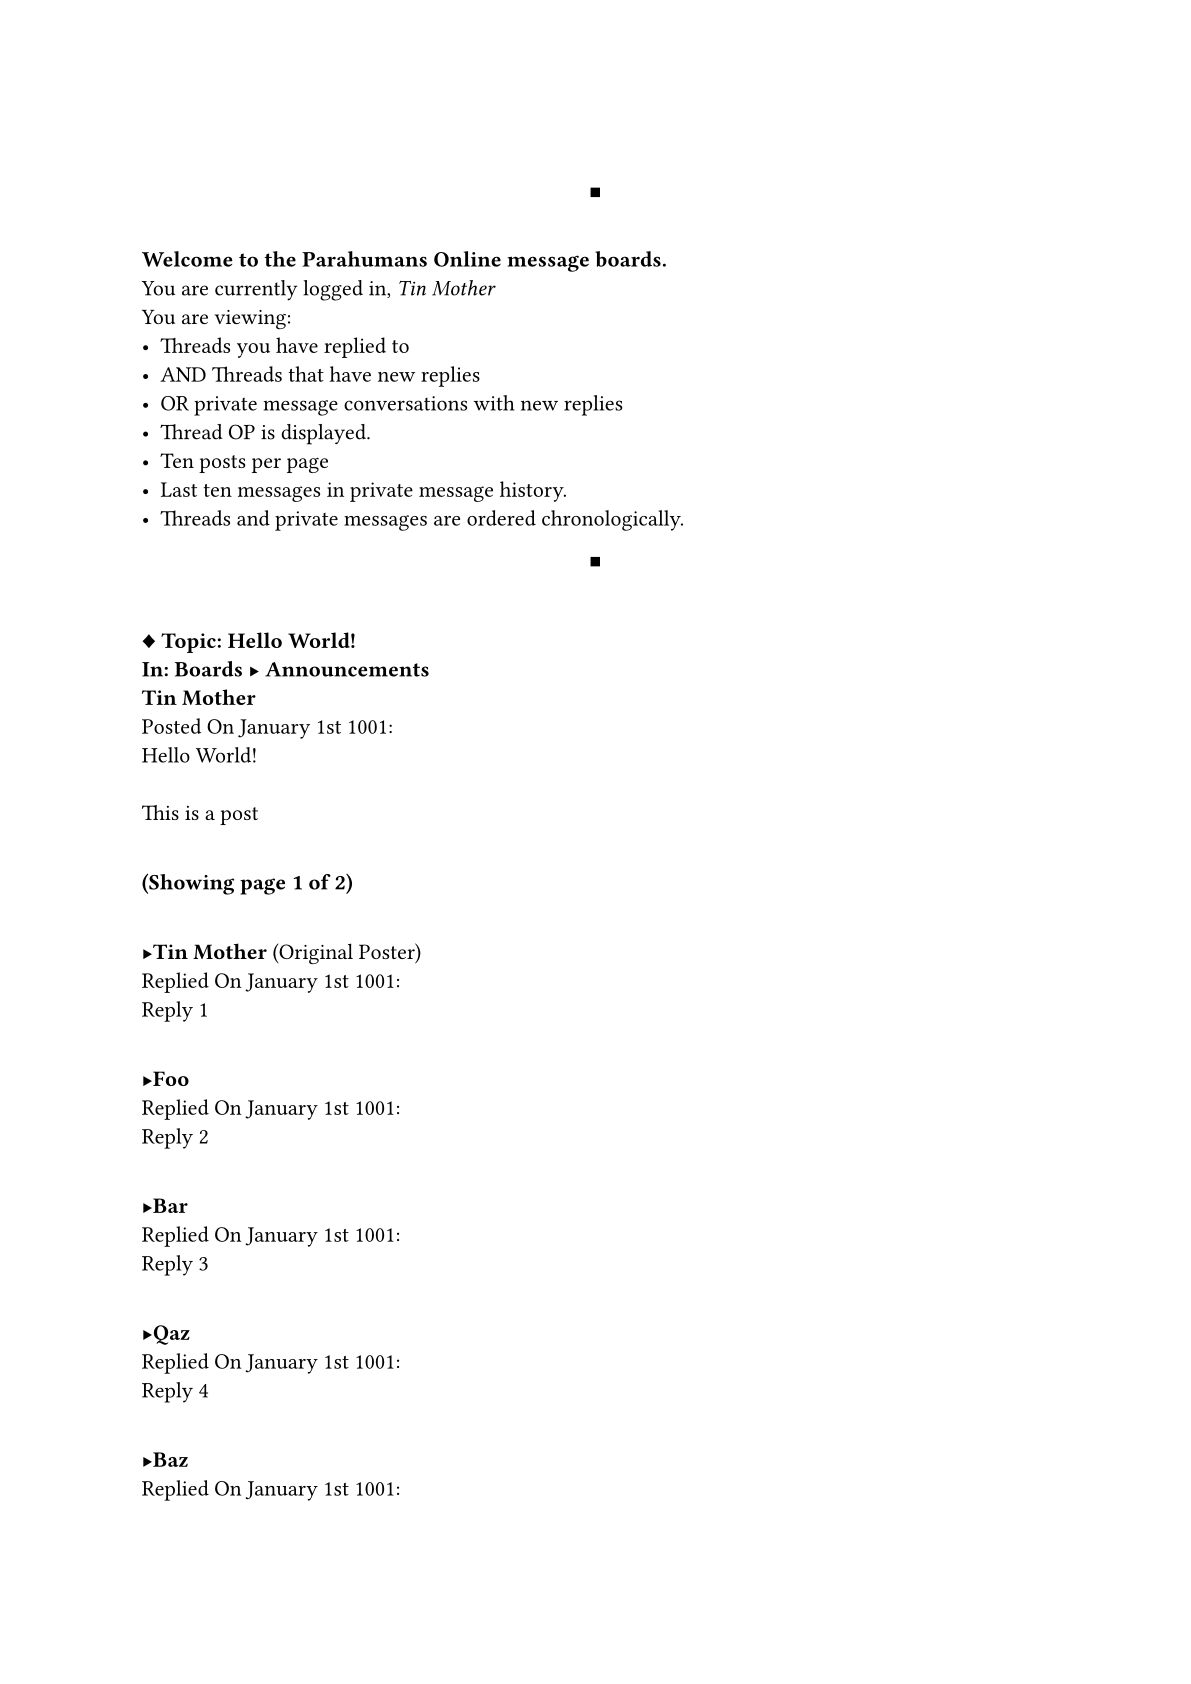 ■
Welcome to the Parahumans Online message boards.
You are currently logged in, Tin Mother
You are viewing:
• Threads you have replied to
• AND Threads that have new replies
• OR private message conversations with new replies
• Thread OP is displayed.
• Ten posts per page
• Last ten messages in private message history.
• Threads and private messages are ordered chronologically.
■
♦ Topic: Hello World!
In: Boards ▸ Announcements
Tin Mother
Posted On January 1st 1001:
Hello World!
This is a post
(Showing page 1 of 2)
▸Tin Mother (Original Poster)
Replied On January 1st 1001:
Reply 1
▸Foo
Replied On January 1st 1001:
Reply 2
▸Bar
Replied On January 1st 1001:
Reply 3
▸Qaz
Replied On January 1st 1001:
Reply 4
▸Baz
Replied On January 1st 1001: